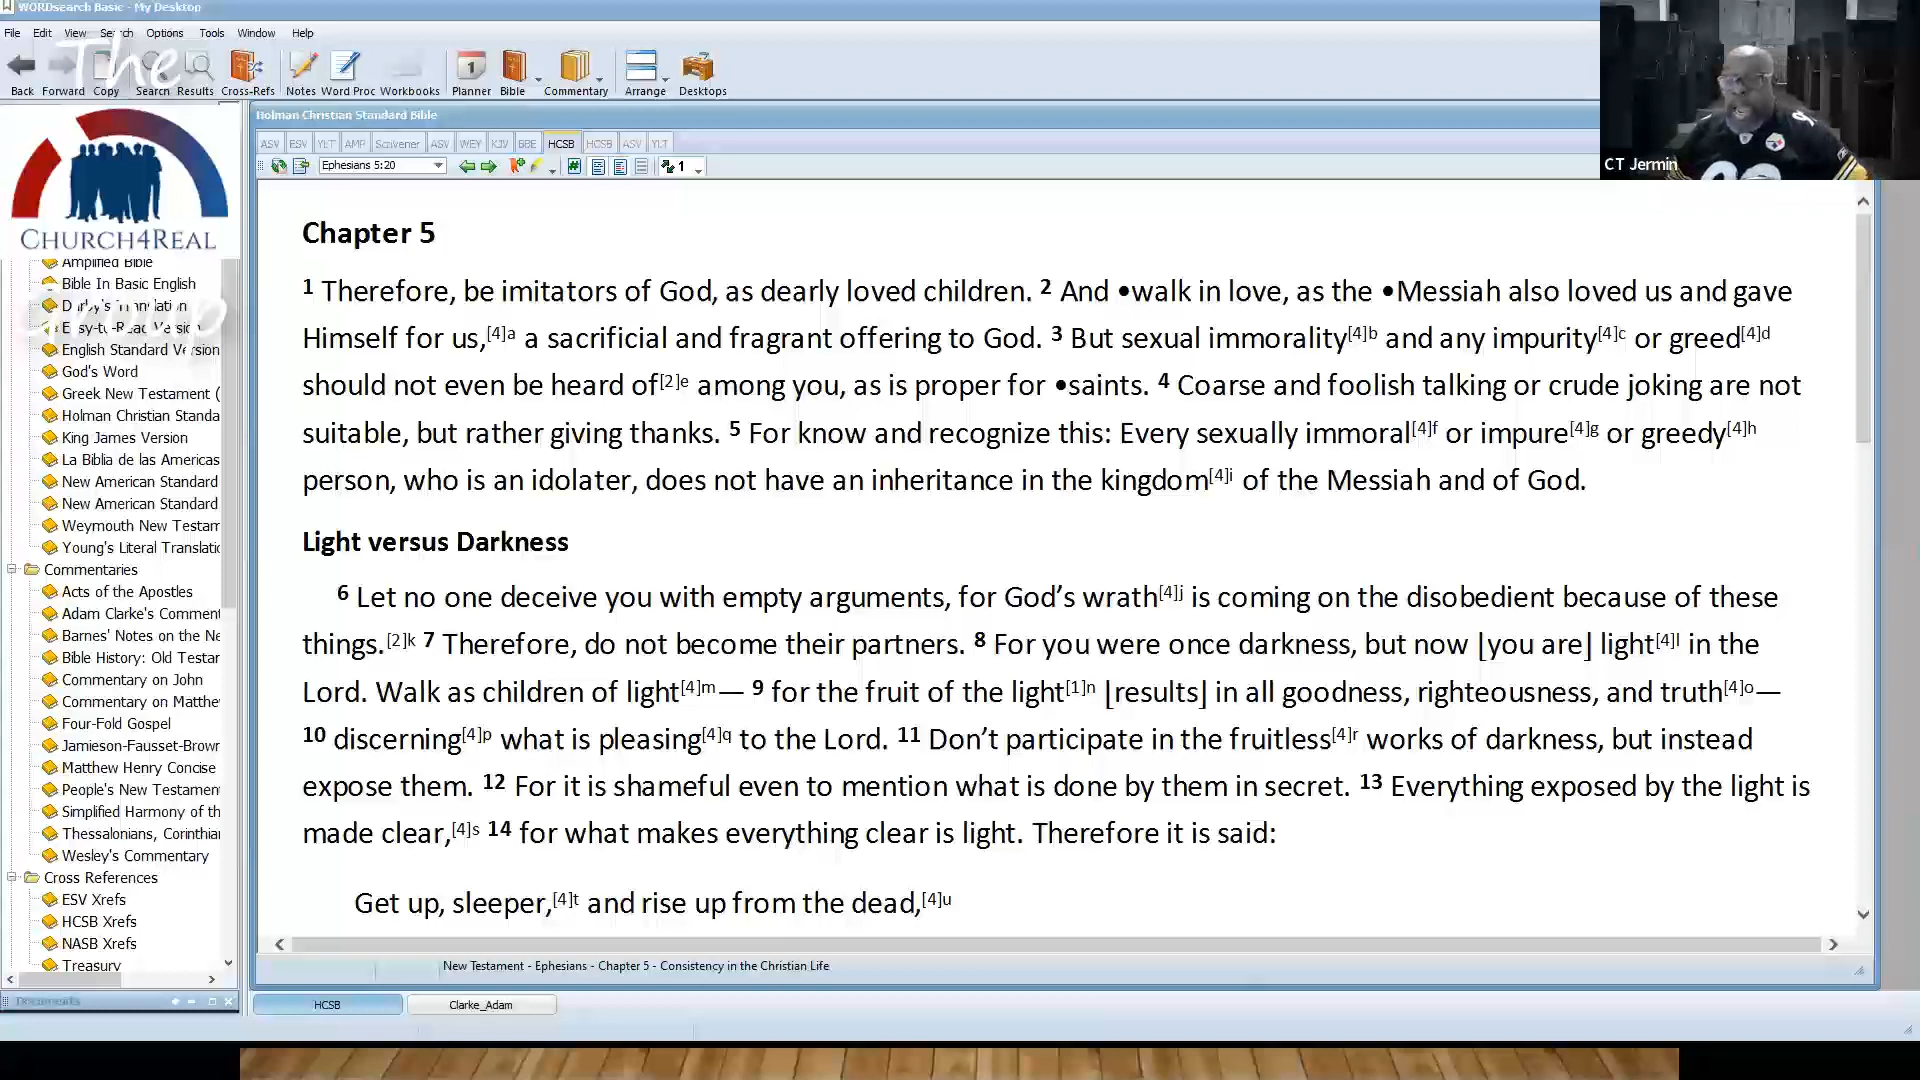 WORDsearch Basic - My Desktop
File Edit View Search Options Tools Window Help
The
Back Forward Copy Search Results Cross-Refs Notes Word Proc Workbooks Planner Bible Commentary Arrange Desktops
Holman Christian Standard Bible
ASV ESV YLT AMP Scrivener ASV WEY KJV BBE HCSB HCSB ASV YLT
Ephesians 5:20
1
CT Jermin
CHURCH4REAL
Group
Amplified Bible
Bible In Basic English
Darby's Translation
Easy-to-Read Version
English Standard Version
God's Word
Greek New Testament (
Holman Christian Standa
King James Version
La Biblia de las Americas
New American Standard
New American Standard
Weymouth New Testam
Young's Literal Translatic
Commentaries
Acts of the Apostles
Adam Clarke's Comment
Barnes' Notes on the Ne
Bible History: Old Testar
Commentary on John
Commentary on Matthe
Four-Fold Gospel
Jamieson-Fausset-Brown
Matthew Henry Concise
People's New Testament
Simplified Harmony of th
Thessalonians, Corinthiar
Wesley's Commentary
Cross References
ESV Xrefs
HCSB Xrefs
NASB Xrefs
Treasury
Documents
Chapter 5
1 Therefore, be imitators of God, as dearly loved children. 2 And •walk in love, as the •Messiah also loved us and gave
Himself for us,[4]a a sacrificial and fragrant offering to God. 3 But sexual immorality[4]b and any impurity[4]c or greed[4]d
should not even be heard of[2]e among you, as is proper for •saints. 4 Coarse and foolish talking or crude joking are not
suitable, but rather giving thanks. 5 For know and recognize this: Every sexually immoral[4]f or impure[4]g or greedy[4]h
person, who is an idolater, does not have an inheritance in the kingdom[4]i of the Messiah and of God.
Light versus Darkness
6 Let no one deceive you with empty arguments, for God's wrath[4]j is coming on the disobedient because of these
things.[2]k 7 Therefore, do not become their partners. 8 For you were once darkness, but now ⌊you are⌋ light[4]l in the
Lord. Walk as children of light[4]m— 9 for the fruit of the light[1]n ⌊results⌋ in all goodness, righteousness, and truth[4]o—
10 discerning[4]p what is pleasing[4]q to the Lord. 11 Don't participate in the fruitless[4]r works of darkness, but instead
expose them. 12 For it is shameful even to mention what is done by them in secret. 13 Everything exposed by the light is
made clear,[4]s 14 for what makes everything clear is light. Therefore it is said:
Get up, sleeper,[4]t and rise up from the dead,[4]u
New Testament - Ephesians - Chapter 5 - Consistency in the Christian Life
HCSB Clarke_Adam